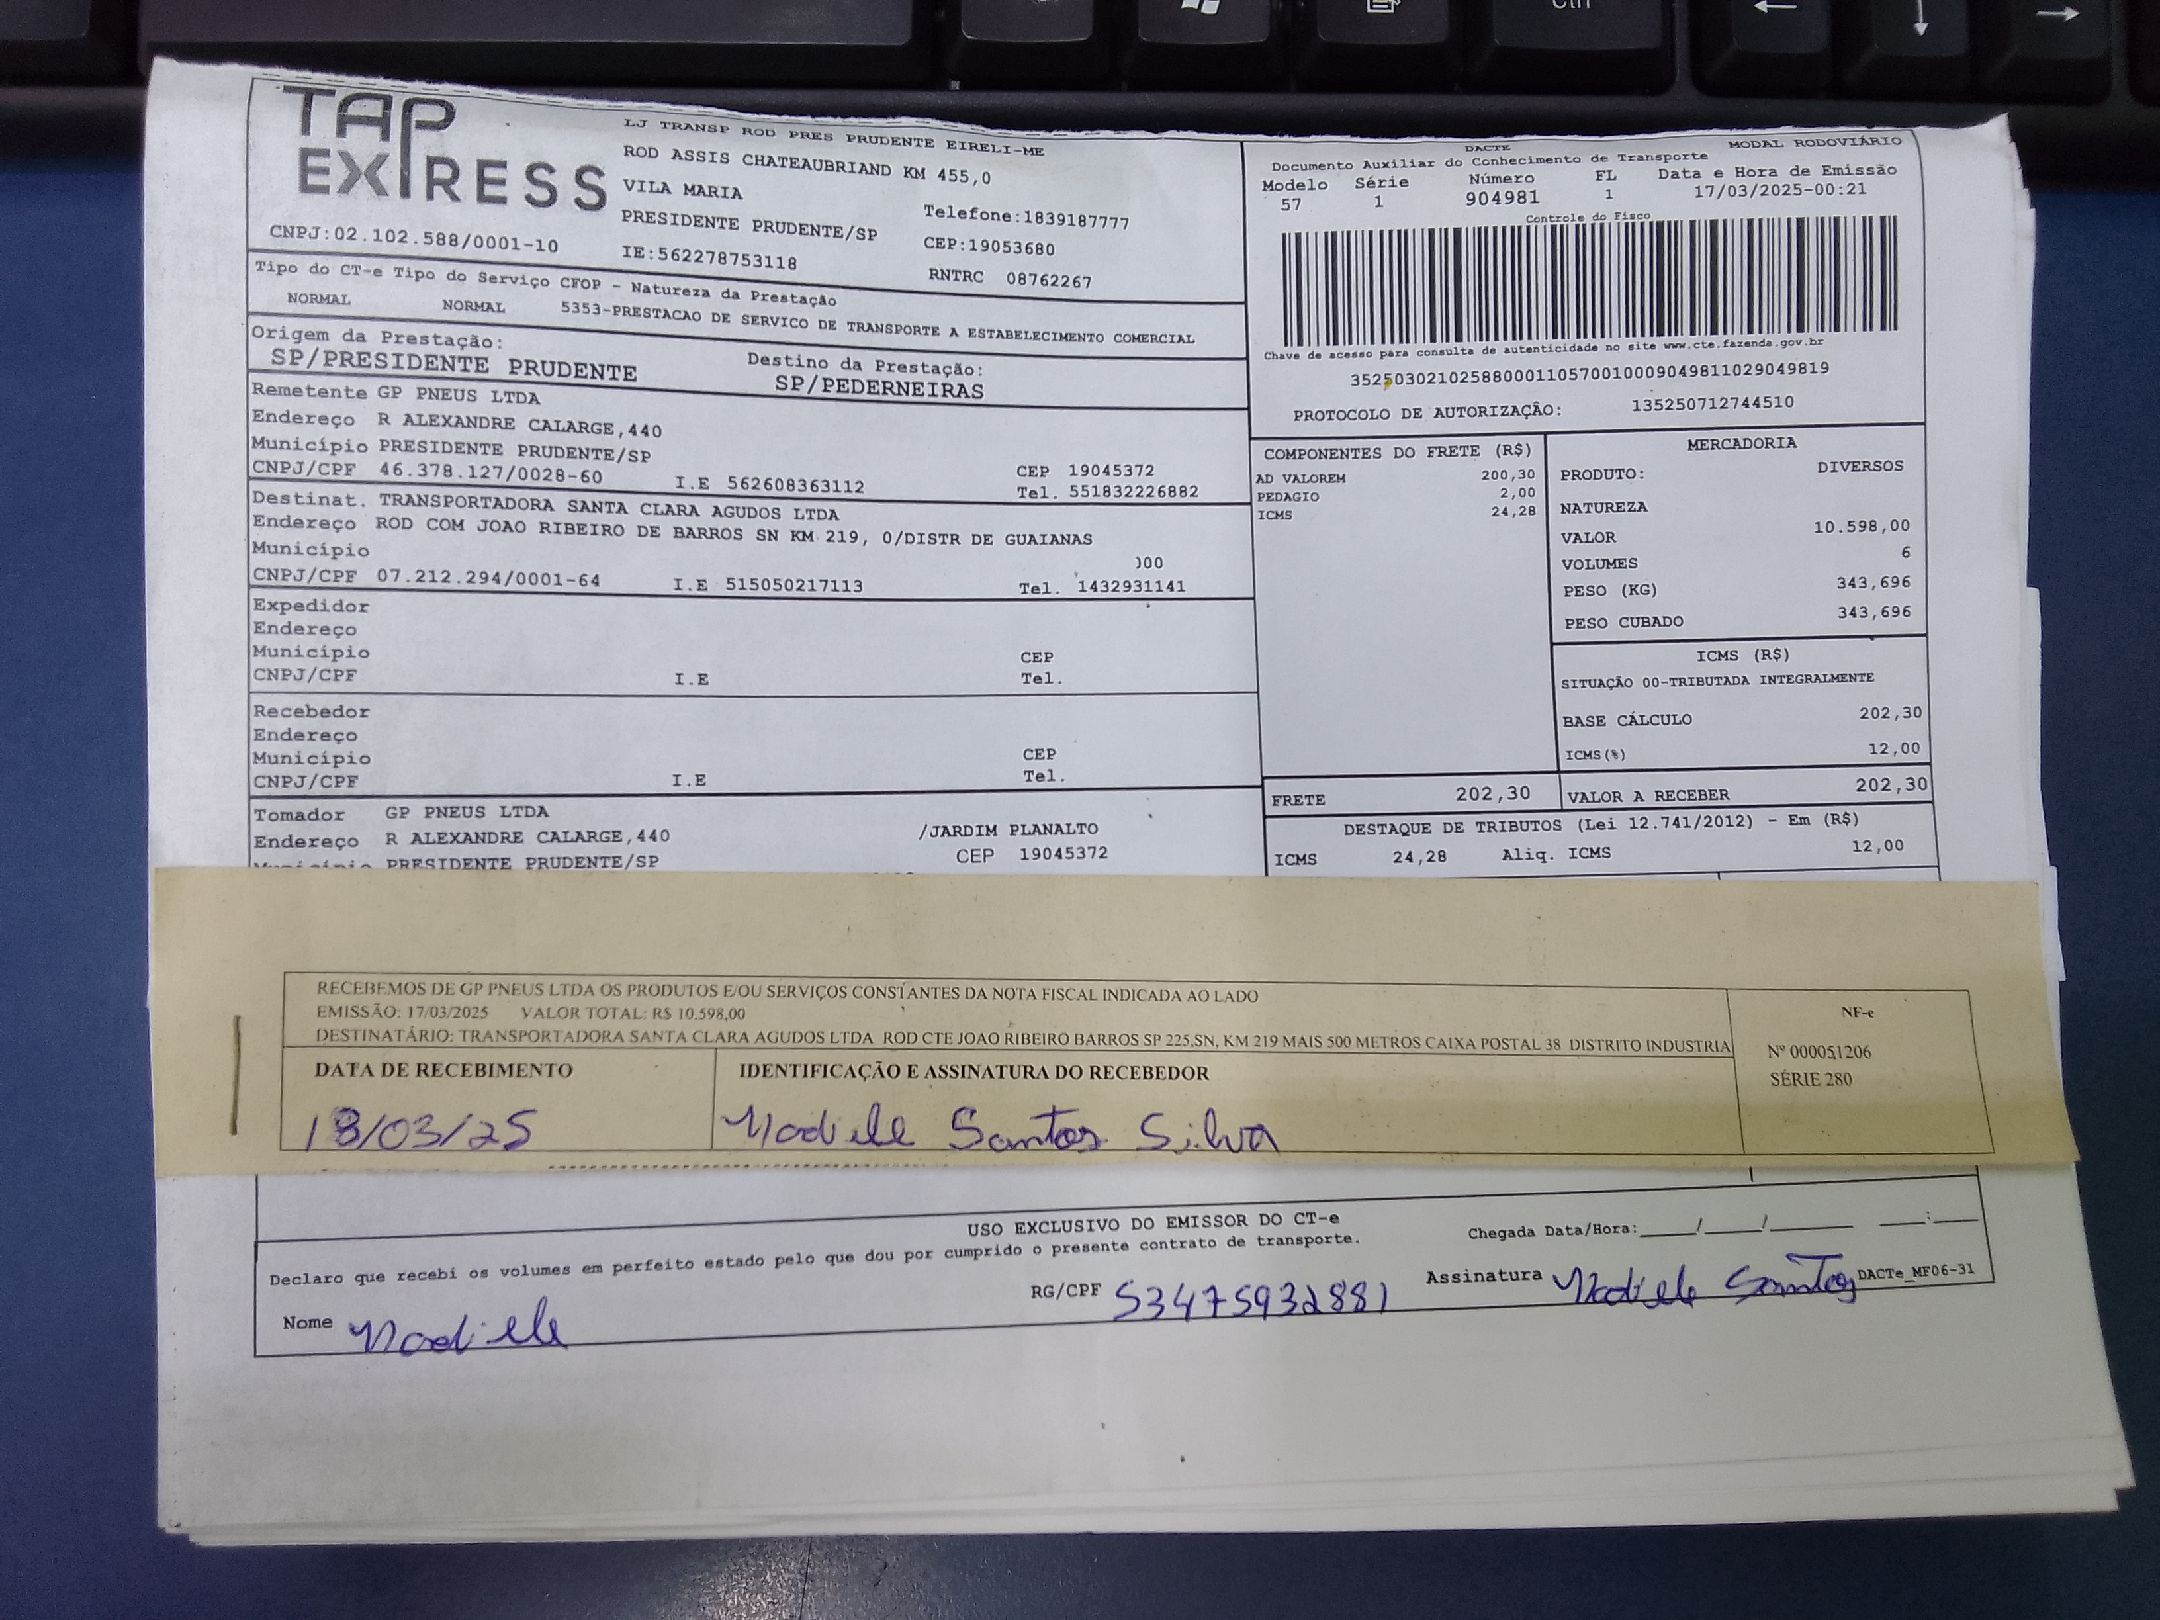 Ctrl
TAP
EXPRESS
LJ TRANSP ROD PRES PRUDENTE EIRELI-ME
ROD ASSIS CHATEAUBRIAND KM 455,0
VILA MARIA
PRESIDENTE PRUDENTE/SP
Telefone:1839187777
CNPJ:02.102.588/0001-10
IE:562278753118
CEP:19053680
RNTRC 08762267
DACTE
MODAL RODOVIÁRIO
Documento Auxiliar do Conhecimento de Transporte
Modelo Série Número FL Data e Hora de Emissão
57 1 904981 1 17/03/2025-00:21
Controle do Fisco
Chave de acesso para consulta de autenticidade no site www.cte.fazenda.gov.br
35250302102588000110570010009049811029049819
PROTOCOLO DE AUTORIZAÇÃO: 135250712744510
Tipo do CT-e Tipo do Serviço CFOP - Natureza da Prestação
NORMAL NORMAL 5353-PRESTACAO DE SERVICO DE TRANSPORTE A ESTABELECIMENTO COMERCIAL
Origem da Prestação: Destino da Prestação:
SP/PRESIDENTE PRUDENTE SP/PEDERNEIRAS
Remetente GP PNEUS LTDA
Endereço R ALEXANDRE CALARGE,440
Município PRESIDENTE PRUDENTE/SP CEP 19045372
CNPJ/CPF 46.378.127/0028-60 I.E 562608363112 Tel. 551832226882
Destinat. TRANSPORTADORA SANTA CLARA AGUDOS LTDA
Endereço ROD COM JOAO RIBEIRO DE BARROS SN KM 219, 0/DISTR DE GUAIANAS
Município 00
CNPJ/CPF 07.212.294/0001-64 I.E 515050217113 Tel. 1432931141
Expedidor
Endereço
Município CEP
CNPJ/CPF I.E Tel.
Recebedor
Endereço
Município CEP
CNPJ/CPF I.E Tel.
Tomador GP PNEUS LTDA
Endereço R ALEXANDRE CALARGE,440 /JARDIM PLANALTO
Município PRESIDENTE PRUDENTE/SP CEP 19045372
COMPONENTES DO FRETE (R$)
AD VALOREM 200,30
PEDAGIO 2,00
ICMS 24,28
MERCADORIA
PRODUTO: DIVERSOS
NATUREZA
VALOR 10.598,00
VOLUMES 6
PESO (KG) 343,696
PESO CUBADO 343,696
ICMS (R$)
SITUAÇÃO 00-TRIBUTADA INTEGRALMENTE
BASE CÁLCULO 202,30
ICMS(%) 12,00
FRETE 202,30 VALOR A RECEBER 202,30
DESTAQUE DE TRIBUTOS (Lei 12.741/2012) - Em (R$)
ICMS 24,28 Aliq. ICMS 12,00
RECEBEMOS DE GP PNEUS LTDA OS PRODUTOS E/OU SERVIÇOS CONSTANTES DA NOTA FISCAL INDICADA AO LADO
EMISSÃO: 17/03/2025 VALOR TOTAL: R$ 10.598,00
DESTINATÁRIO: TRANSPORTADORA SANTA CLARA AGUDOS LTDA ROD CTE JOAO RIBEIRO BARROS SP 225,SN, KM 219 MAIS 500 METROS CAIXA POSTAL 38 DISTRITO INDUSTRIA
NF-e
Nº 000051206
SÉRIE 280
DATA DE RECEBIMENTO IDENTIFICAÇÃO E ASSINATURA DO RECEBEDOR
18/03/25 Nadiele Santos Silva
USO EXCLUSIVO DO EMISSOR DO CT-e
Chegada Data/Hora:____/____/______ ___:___
Declaro que recebi os volumes em perfeito estado pelo que dou por cumprido o presente contrato de transporte.
Nome Nadiele RG/CPF 53475932881 Assinatura Nadiele Santos DACTe_MF06-31